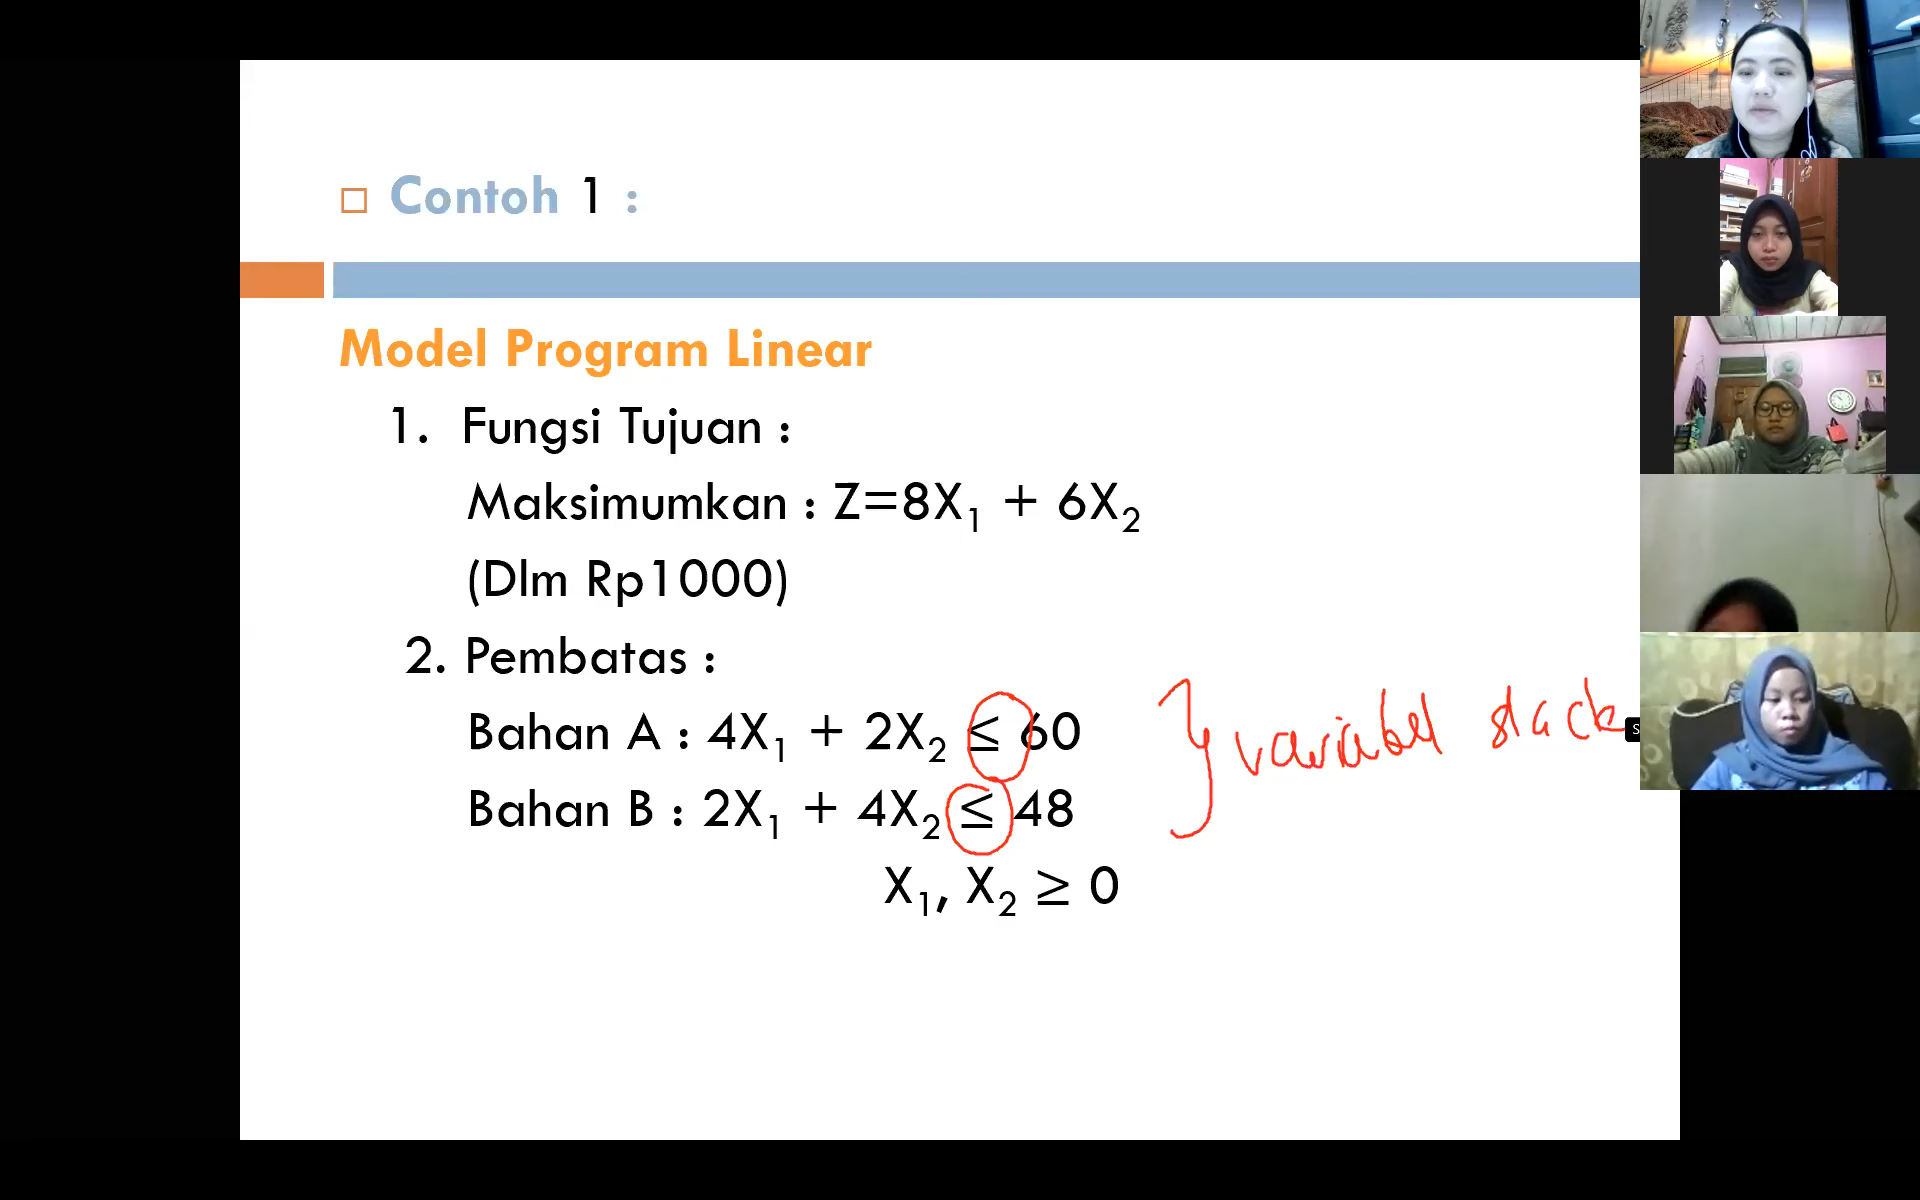 Contoh 1 :
Model Program Linear
1. Fungsi Tujuan :
Maksimumkan : Z=8X₁ + 6X₂
(Dlm Rp1000)
2. Pembatas :
Bahan A : 4X₁ + 2X₂ ≤ 60
Bahan B : 2X₁ + 4X₂ ≤ 48
variabel slack
X₁, X₂ ≥ 0